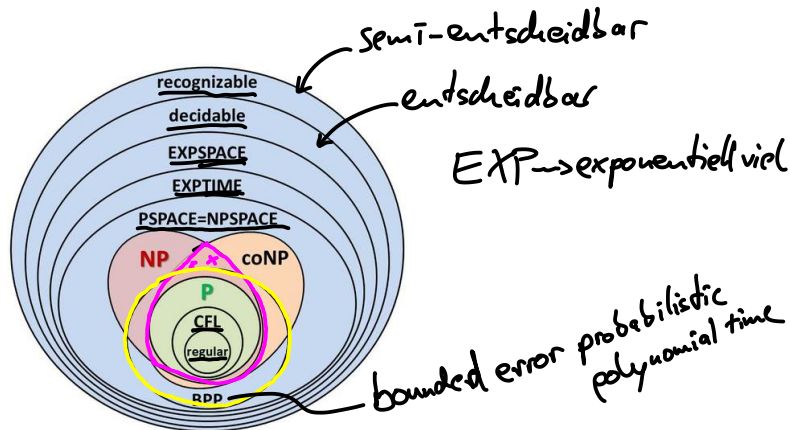 semi-entscheidbar
recognizable
entscheidbar
decidable
EXPSPACE
EXP → exponentiell viel
EXPTIME
PSPACE=NPSPACE
NP
coNP
P
CFL
regular
BPP
bounded error probabilistic
polynomial time